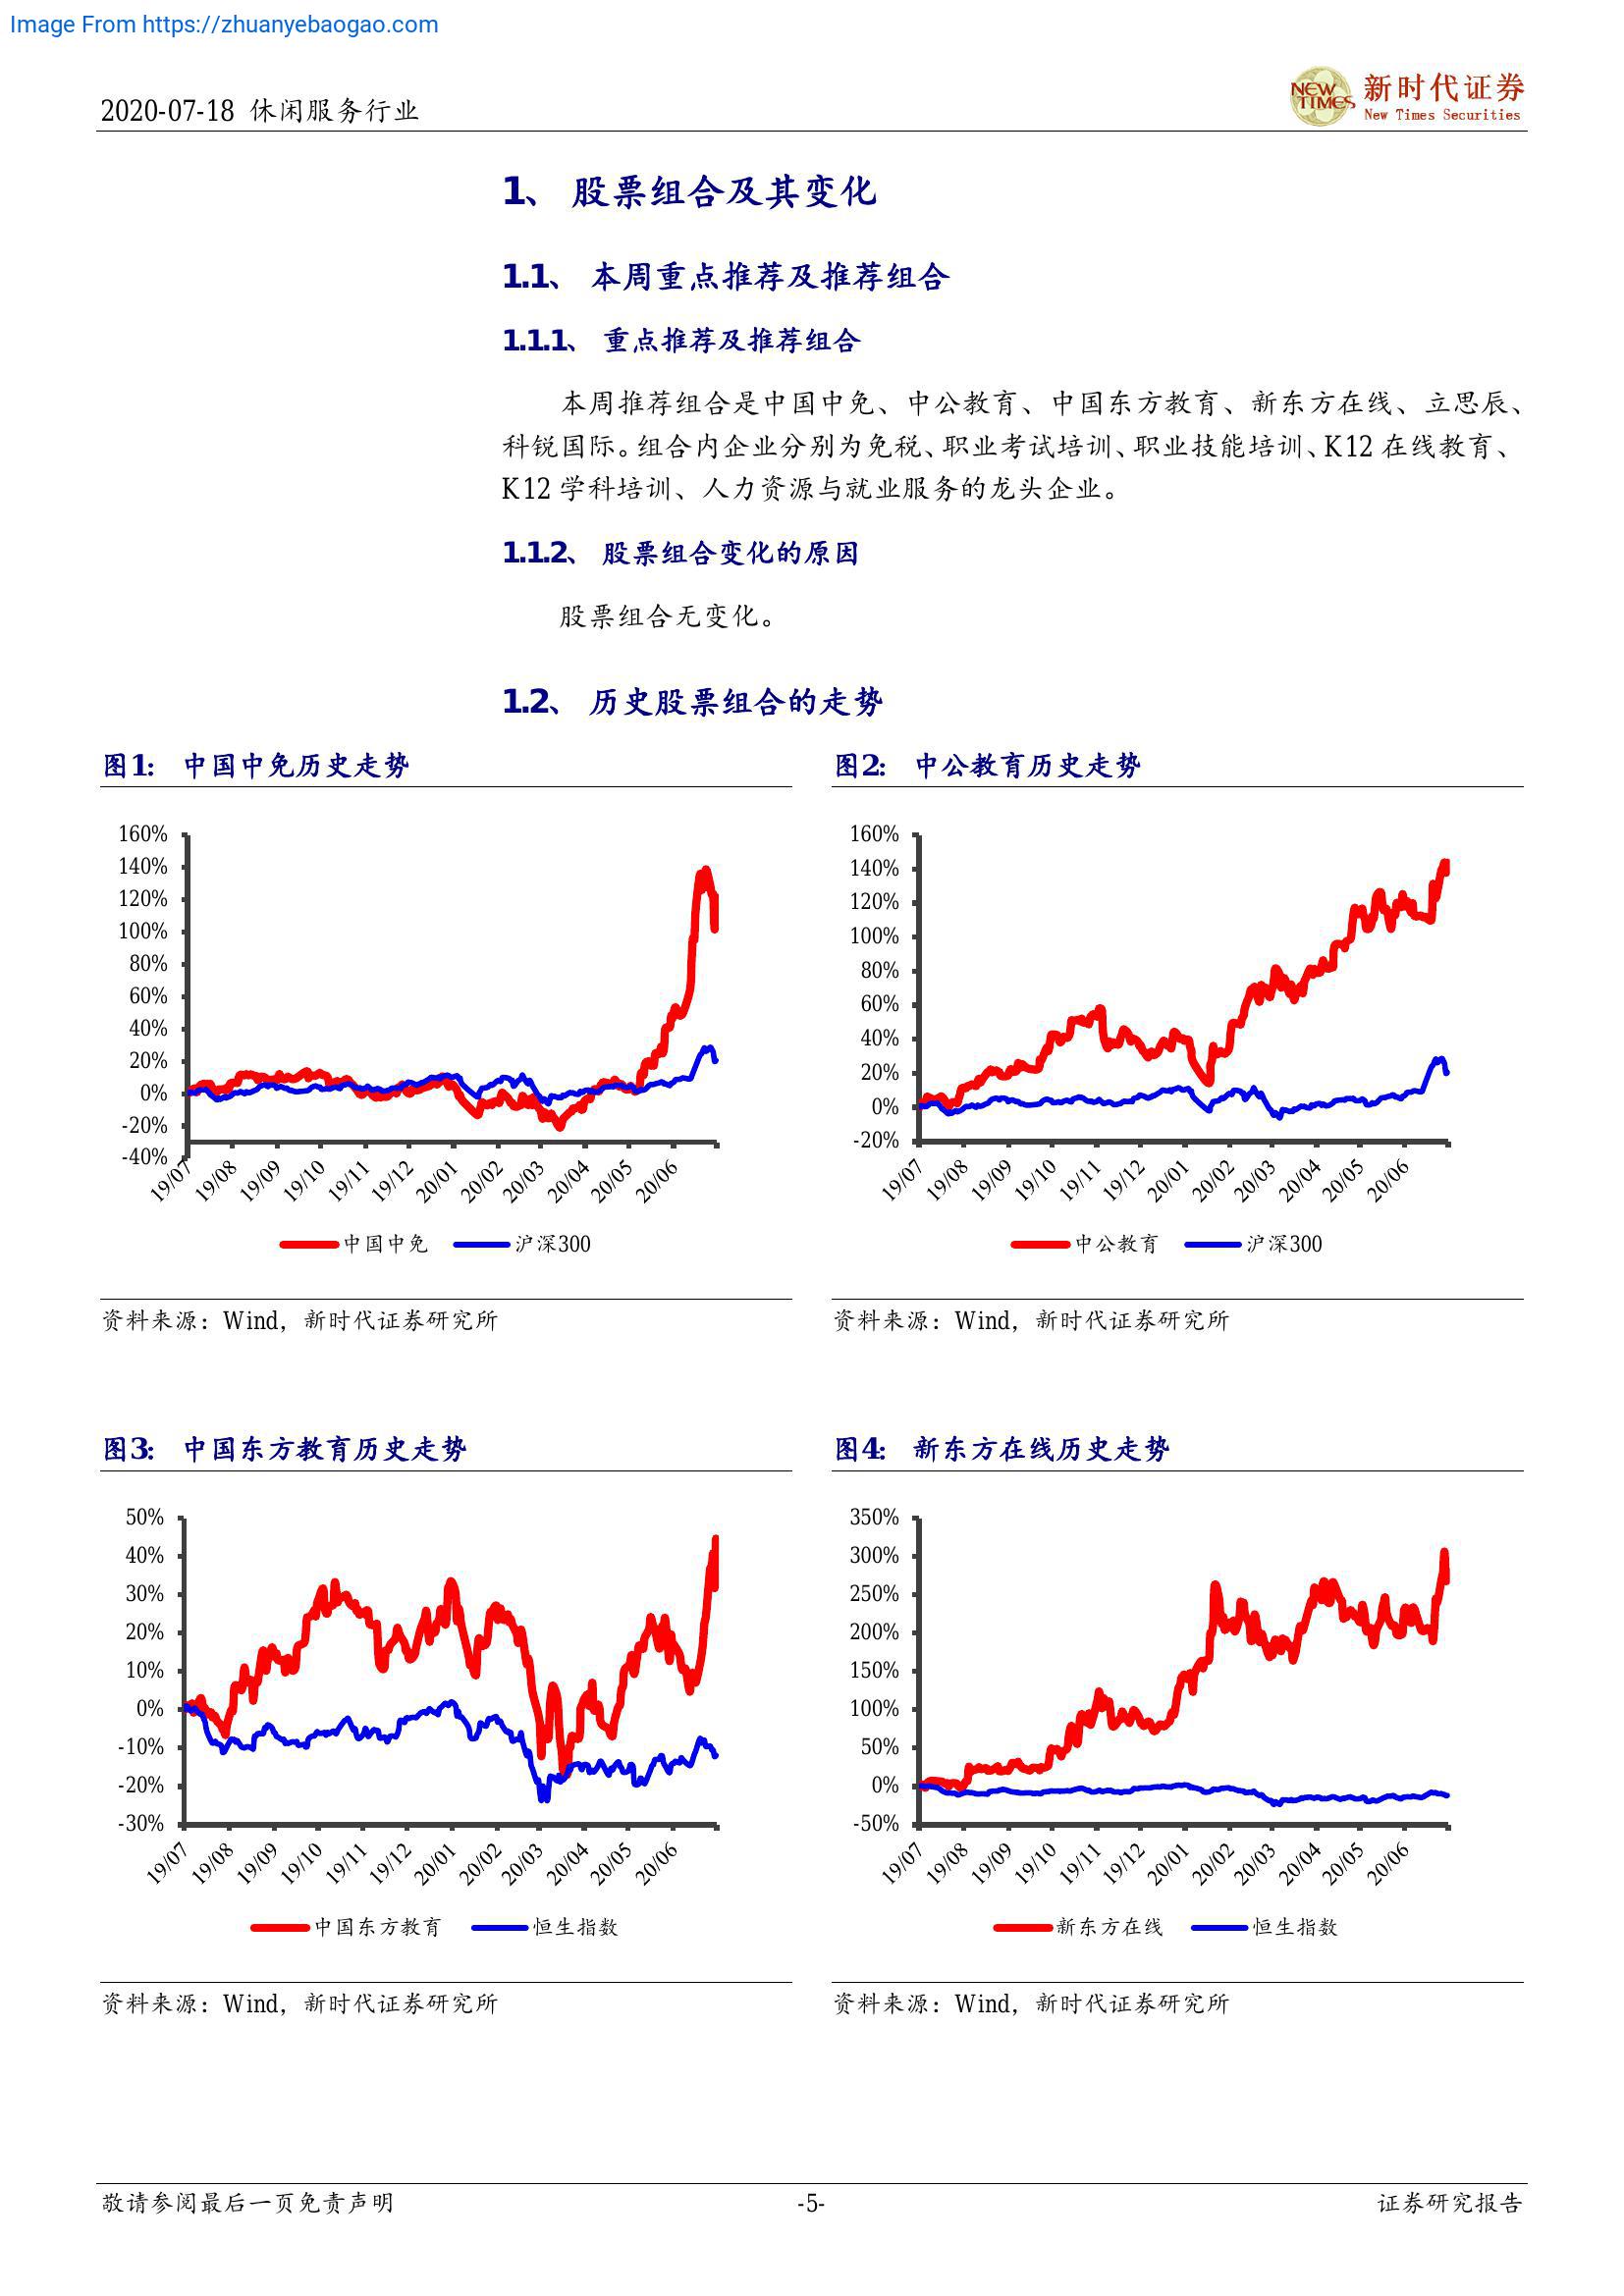 Image From https://zhuanyebaogao.com
2020-07-18 休闲服务行业
NEW TIMES
新时代证券
New Times Securities
1、 股票组合及其变化
1.1、 本周重点推荐及推荐组合
1.1.1、 重点推荐及推荐组合
本周推荐组合是中国中免、中公教育、中国东方教育、新东方在线、立思辰、
科锐国际。组合内企业分别为免税、职业考试培训、职业技能培训、K12 在线教育、
K12 学科培训、人力资源与就业服务的龙头企业。
1.1.2、 股票组合变化的原因
股票组合无变化。
1.2、 历史股票组合的走势
图1: 中国中免历史走势
160%
140%
120%
100%
80%
60%
40%
20%
0%
-20%
-40%
19/07 19/08 19/09 19/10 19/11 19/12 20/01 20/02 20/03 20/04 20/05 20/06
中国中免 沪深300
资料来源：Wind，新时代证券研究所
图2: 中公教育历史走势
160%
140%
120%
100%
80%
60%
40%
20%
0%
-20%
19/07 19/08 19/09 19/10 19/11 19/12 20/01 20/02 20/03 20/04 20/05 20/06
中公教育 沪深300
资料来源：Wind，新时代证券研究所
图3: 中国东方教育历史走势
50%
40%
30%
20%
10%
0%
-10%
-20%
-30%
19/07 19/08 19/09 19/10 19/11 19/12 20/01 20/02 20/03 20/04 20/05 20/06
中国东方教育 恒生指数
资料来源：Wind，新时代证券研究所
图4: 新东方在线历史走势
350%
300%
250%
200%
150%
100%
50%
0%
-50%
19/07 19/08 19/09 19/10 19/11 19/12 20/01 20/02 20/03 20/04 20/05 20/06
新东方在线 恒生指数
资料来源：Wind，新时代证券研究所
敬请参阅最后一页免责声明
-5-
证券研究报告